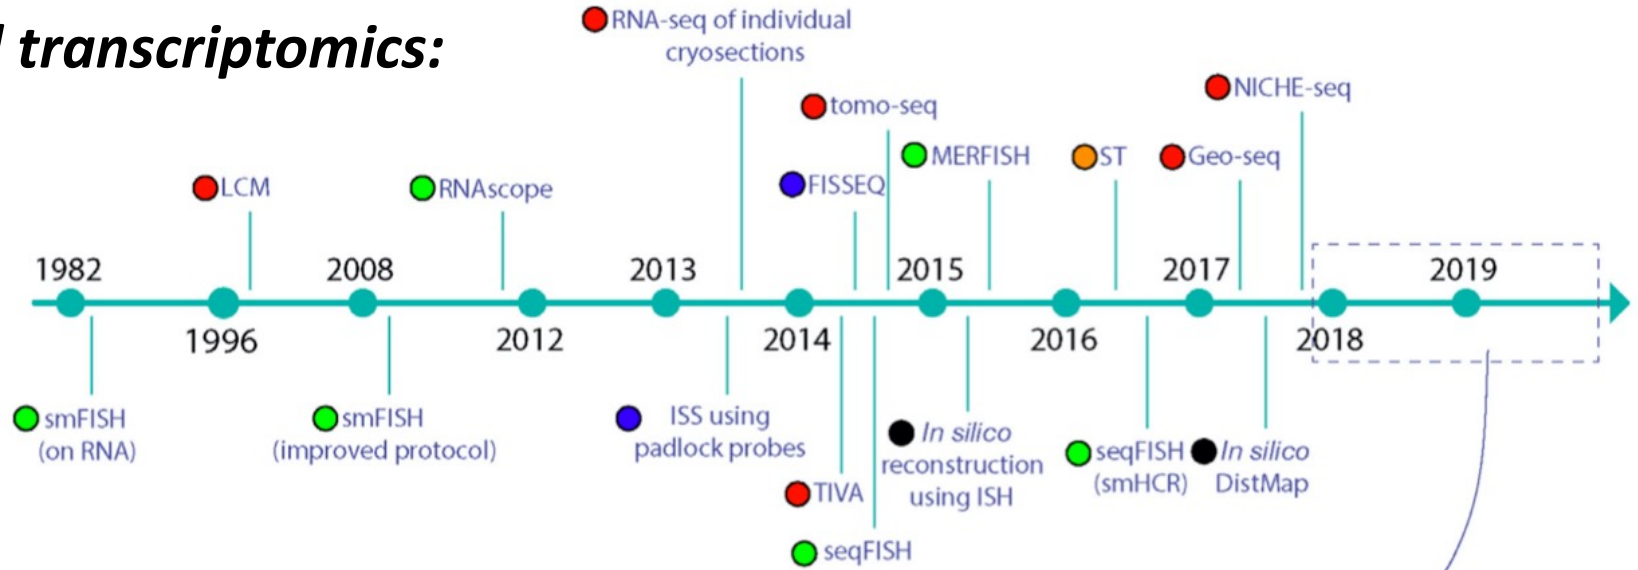 transcriptomics:
RNA-seq of individual
cryosections
tomo-seq
NICHE-seq
MERFISH
ST
Geo-seq
FISSEQ
LCM
RNAscope
1982
2008
2013
2015
2017
2019
1996
2012
2014
2016
2018
smFISH
(on RNA)
smFISH
(improved protocol)
ISS using
padlock probes
In silico
reconstruction
using ISH
seqFISH
(smHCR)
In silico
DistMap
TIVA
seqFISH